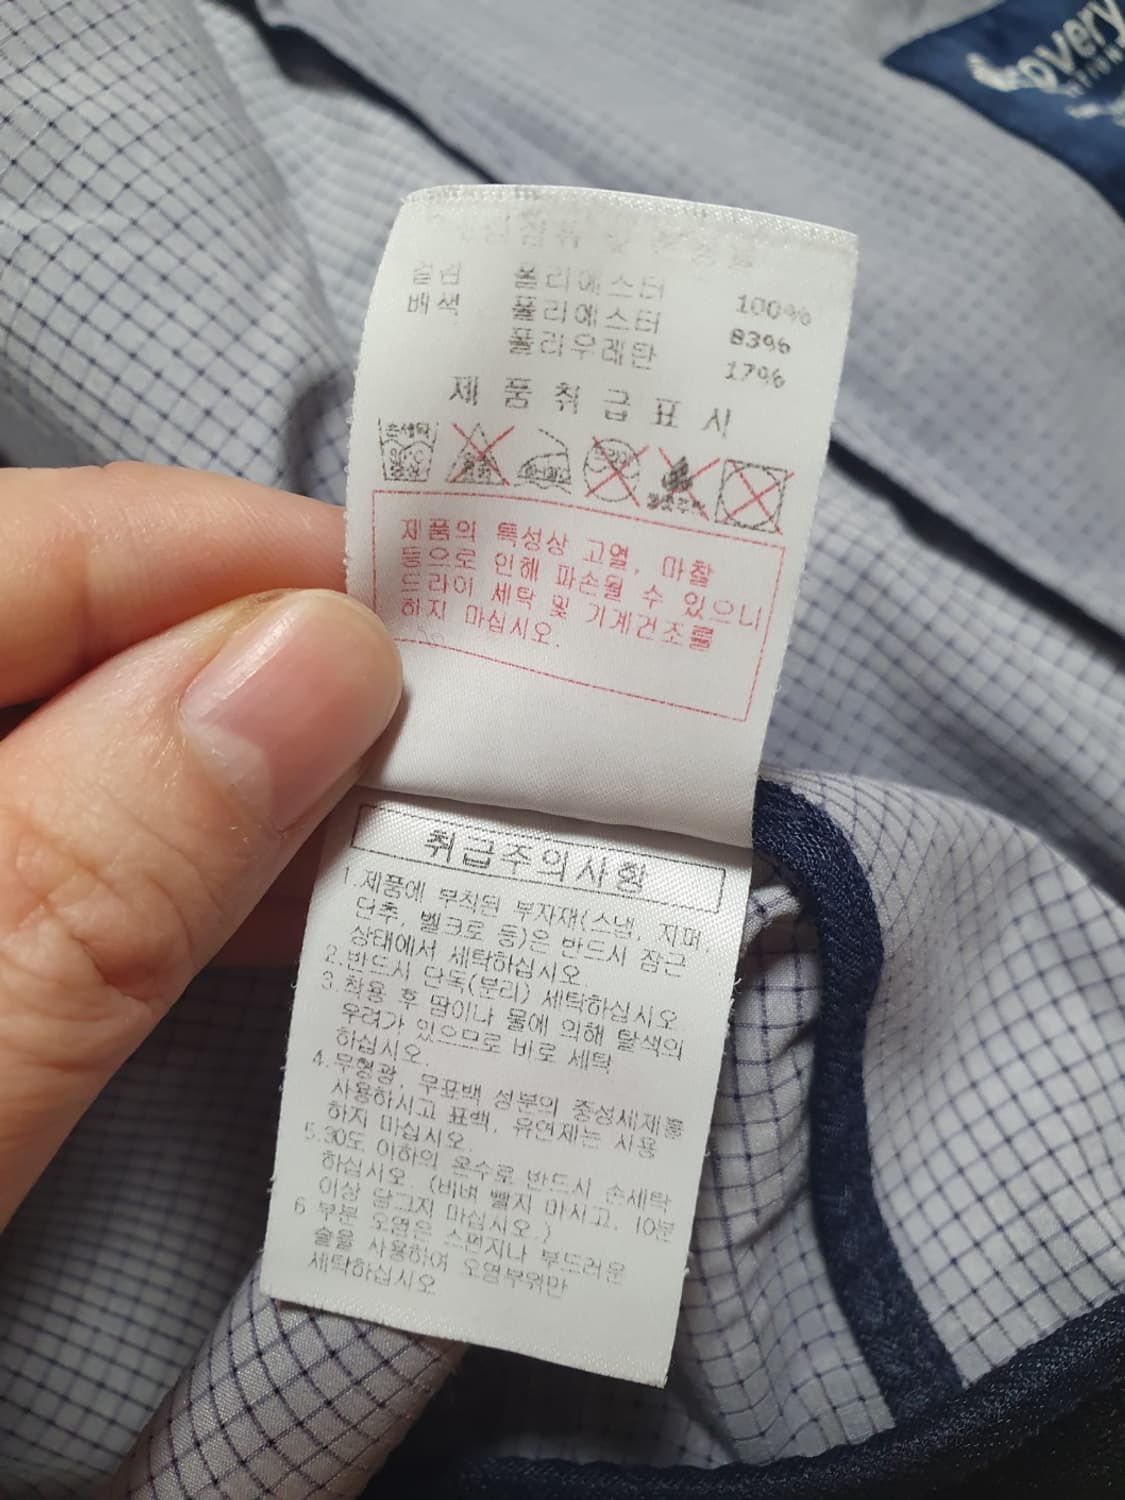 overy
겉감 폴리에스터 100%
배색 폴리에스터 83%
폴리우레탄 17%
제품취급표시
손세탁
중성
제품의 특성상 고열, 마찰
등으로 인해 파손될 수 있으니
드라이 세탁 및 기계건조를
하지 마십시오.
취급주의사항
1.제품에 부착된 부자재(스냅, 지퍼,
단추, 벨크로 등)은 반드시 잠근
상태에서 세탁하십시오.
2.반드시 단독(분리) 세탁하십시오
3.착용 후 땀이나 물에 의해 탈색의
우려가 있으므로 바로 세탁
하십시오.
4.무형광, 무표백 성분의 중성세제를
사용하시고 표백, 유연제는 사용
하지 마십시오.
5.30도 이하의 온수로 반드시 손세탁
하십시오. (비벼 빨지 마시고, 10분
이상 담그지 마십시오.)
6 부분 오염은 스펀지나 부드러운
솔을 사용하여 오염부위만
세탁하십시오